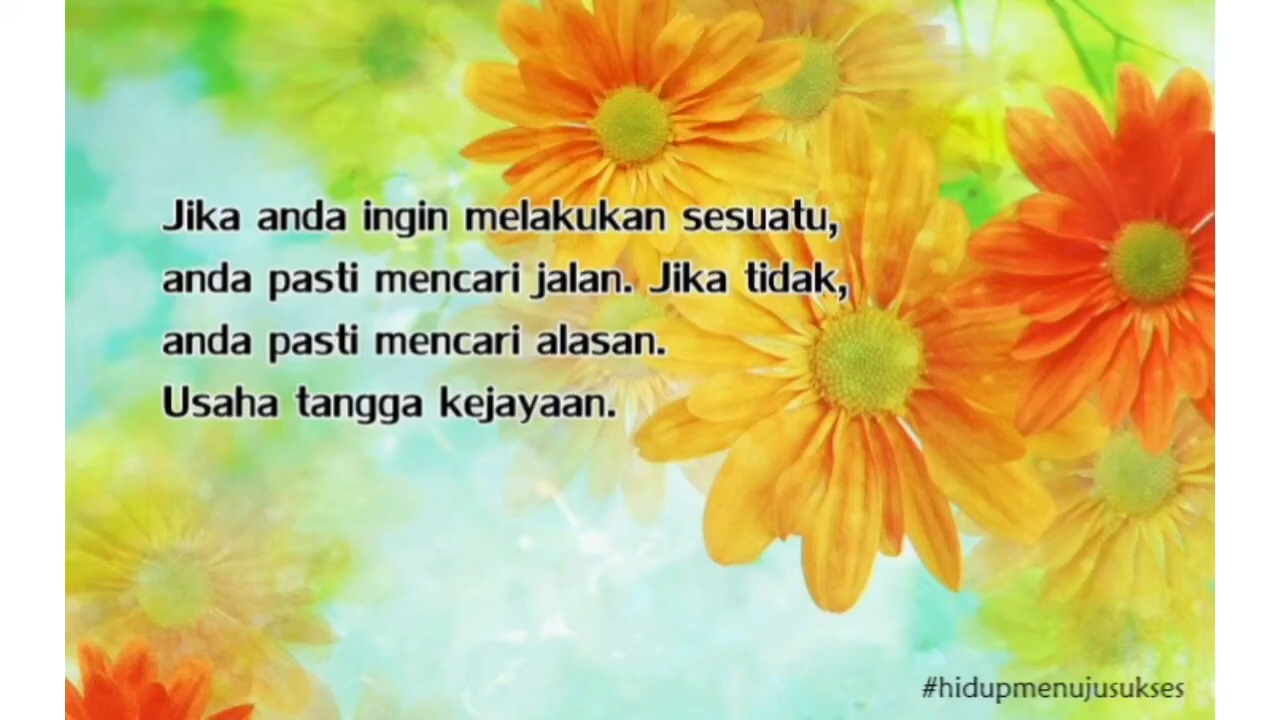 Jika anda ingin melakukan sesuatu,
anda pasti mencari jalan. Jika tidak,
anda pasti mencari alasan.
Usaha tangga kejayaan.
#hidupmenujusukses